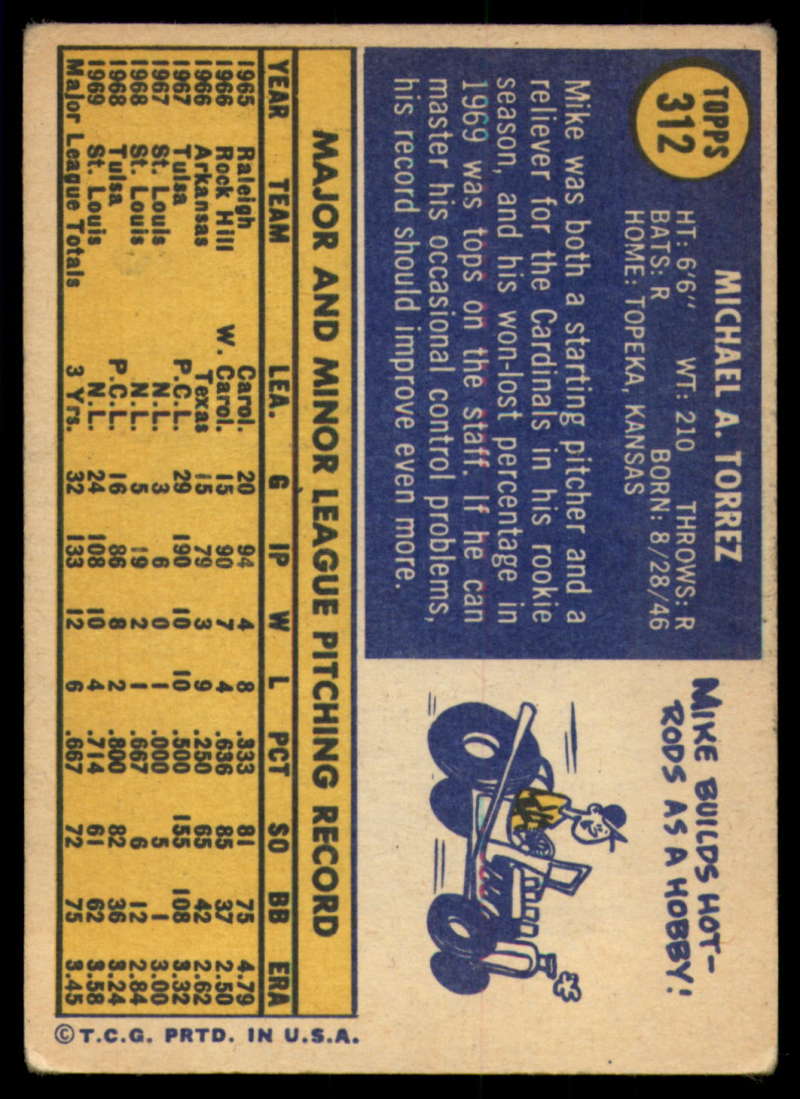 TOPPS
312
MICHAEL A. TORREZ
HT: 6'6" WT: 210 THROWS: R
BATS: R BORN: 8/28/46
HOME: TOPEKA, KANSAS
Mike was both a starting pitcher and a
reliever for the Cardinals in his rookie
season, and his won-lost percentage in
1969 was tops on the staff. If he can
master his occasional control problems,
his record should improve even more.
MIKE BUILDS HOT-
RODS AS A HOBBY!
MAJOR AND MINOR LEAGUE PITCHING RECORD
YEAR TEAM LEA. G IP W L PCT SO BB ERA
1965 Raleigh Carol. 20 94 4 8 .333 81 75 4.79
1966 Rock Hill W. Carol. 15 90 7 4 .636 85 37 2.50
1966 Arkansas Texas 15 79 3 9 .250 65 42 2.62
1967 Tulsa P.C.L. 29 190 10 10 .500 155 108 3.32
1967 St. Louis N.L. 3 6 0 1 .000 5 1 3.00
1968 St. Louis N.L. 5 19 2 1 .667 6 12 2.84
1968 Tulsa P.C.L. 16 86 8 2 .800 82 36 3.24
1969 St. Louis N.L. 24 108 10 4 .714 61 62 3.58
Major League Totals 3 Yrs. 32 133 12 6 .667 72 75 3.45
© T.C.G. PRTD. IN U.S.A.